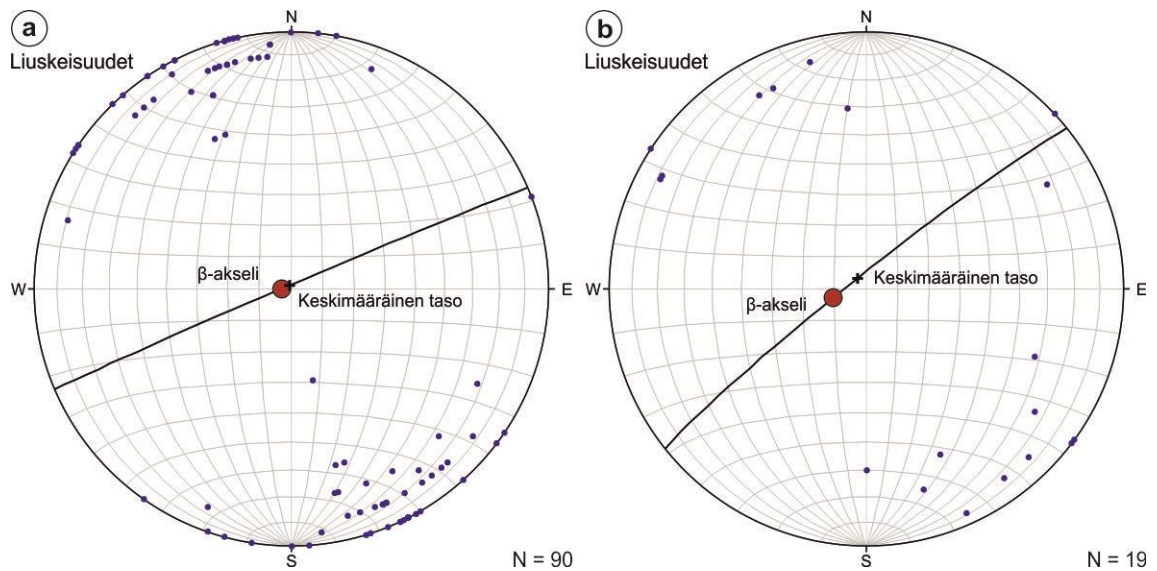 a
Liuskeisuudet
N
W
E
S
β-akseli
Keskimääräinen taso
N = 90
b
Liuskeisuudet
N
W
E
S
Keskimääräinen taso
β-akseli
N = 19